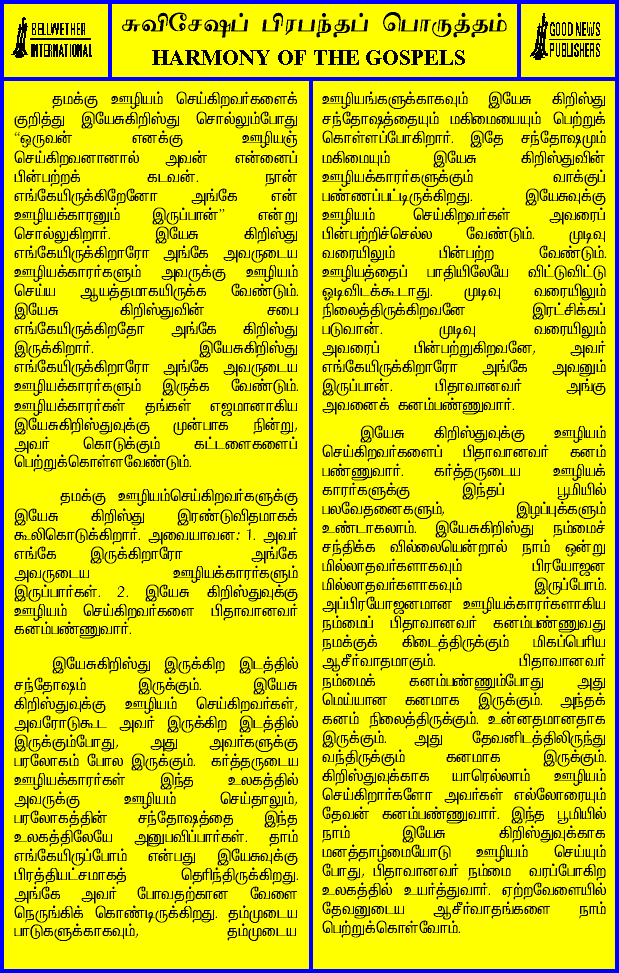 BELLWETHER
INTERNATIONAL
சுவிசேஷப் பிரபந்தப் பொருத்தம்
HARMONY OF THE GOSPELS
GOOD NEWS
PUBLISHERS
தமக்கு ஊழியம் செய்கிறவர்களைக்
குறித்து இயேசுகிறிஸ்து சொல்லும்போது
“ஒருவன் எனக்கு ஊழியஞ்
செய்கிறவனானால் அவன் என்னைப்
பின்பற்றக் கடவன். நான்
எங்கேயிருக்கிறேனோ அங்கே என்
ஊழியக்காரனும் இருப்பான்” என்று
சொல்லுகிறார். இயேசு கிறிஸ்து
எங்கேயிருக்கிறாரோ அங்கே அவருடைய
ஊழியக்காரர்களும் அவருக்கு ஊழியம்
செய்ய ஆயத்தமாகயிருக்க வேண்டும்.
இயேசு கிறிஸ்துவின் சபை
எங்கேயிருக்கிறதோ அங்கே கிறிஸ்து
இருக்கிறார். இயேசுகிறிஸ்து
எங்கேயிருக்கிறாரோ அங்கே அவருடைய
ஊழியக்காரர்களும் இருக்க வேண்டும்.
ஊழியக்காரர்கள் தங்கள் எஜமானாகிய
இயேசுகிறிஸ்துவுக்கு முன்பாக நின்று,
அவர் கொடுக்கும் கட்டளைகளைப்
பெற்றுக்கொள்ளவேண்டும்.
தமக்கு ஊழியம்செய்கிறவர்களுக்கு
இயேசு கிறிஸ்து இரண்டுவிதமாகக்
கூலிகொடுக்கிறார். அவையாவன: 1. அவர்
எங்கே இருக்கிறாரோ அங்கே
அவருடைய ஊழியக்காரர்களும்
இருப்பார்கள். 2. இயேசு கிறிஸ்துவுக்கு
ஊழியம் செய்கிறவர்களை பிதாவானவர்
கனம்பண்ணுவார்.
இயேசுகிறிஸ்து இருக்கிற இடத்தில்
சந்தோஷம் இருக்கும். இயேசு
கிறிஸ்துவுக்கு ஊழியம் செய்கிறவர்கள்,
அவரோடுகூட அவர் இருக்கிற இடத்தில்
இருக்கும்போது, அது அவர்களுக்கு
பரலோகம் போல இருக்கும். கர்த்தருடைய
ஊழியக்காரர்கள் இந்த உலகத்தில்
அவருக்கு ஊழியம் செய்தாலும்,
பரலோகத்தின் சந்தோஷத்தை இந்த
உலகத்திலேயே அனுபவிப்பார்கள். தாம்
எங்கேயிருப்போம் என்பது இயேசுவுக்கு
பிரத்தியட்சமாகத் தெரிந்திருக்கிறது.
அங்கே அவர் போவதற்கான வேளை
நெருங்கிக் கொண்டிருக்கிறது. தம்முடைய
பாடுகளுக்காகவும், தம்முடைய
ஊழியங்களுக்காகவும் இயேசு கிறிஸ்து
சந்தோஷத்தையும் மகிமையையும் பெற்றுக்
கொள்ளப்போகிறார். இதே சந்தோஷமும்
மகிமையும் இயேசு கிறிஸ்துவின்
ஊழியக்காரர்களுக்கும் வாக்குப்
பண்ணப்பட்டிருக்கிறது. இயேசுவுக்கு
ஊழியம் செய்கிறவர்கள் அவரைப்
பின்பற்றிச்செல்ல வேண்டும். முடிவு
வரையிலும் பின்பற்ற வேண்டும்.
ஊழியத்தைப் பாதியிலேயே விட்டுவிட்டு
ஓடிவிடக்கூடாது. முடிவு வரையிலும்
நிலைத்திருக்கிறவனே இரட்சிக்கப்
படுவான். முடிவு வரையிலும்
அவரைப் பின்பற்றுகிறவனே, அவர்
எங்கேயிருக்கிறாரோ அங்கே அவனும்
இருப்பான். பிதாவானவர் அங்கு
அவனைக் கனம்பண்ணுவார்.
இயேசு கிறிஸ்துவுக்கு ஊழியம்
செய்கிறவர்களைப் பிதாவானவர் கனம்
பண்ணுவார். கர்த்தருடைய ஊழியக்
காரர்களுக்கு இந்தப் பூமியில்
பலவேதனைகளும், இழப்புக்களும்
உண்டாகலாம். இயேசுகிறிஸ்து நம்மைச்
சந்திக்க வில்லையென்றால் நாம் ஒன்று
மில்லாதவர்களாகவும் பிரயோஜன
மில்லாதவர்களாகவும் இருப்போம்.
அப்பிரயோஜனமான ஊழியக்காரர்களாகிய
நம்மைப் பிதாவானவர் கனம்பண்ணுவது
நமக்குக் கிடைத்திருக்கும் மிகப்பெரிய
ஆசீர்வாதமாகும். பிதாவானவர்
நம்மைக் கனம்பண்ணும்போது அது
மெய்யான கனமாக இருக்கும். அந்தக்
கனம் நிலைத்திருக்கும். உன்னதமானதாக
இருக்கும். அது தேவனிடத்திலிருந்து
வந்திருக்கும் கனமாக இருக்கும்.
கிறிஸ்துவுக்காக யாரெல்லாம் ஊழியம்
செய்கிறார்களோ அவர்கள் எல்லோரையும்
தேவன் கனம்பண்ணுவார். இந்த பூமியில்
நாம் இயேசு கிறிஸ்துவுக்காக
மனத்தாழ்மையோடு ஊழியம் செய்யும்
போது, பிதாவானவர் நம்மை வரப்போகிற
உலகத்தில் உயர்த்துவார். ஏற்றவேளையில்
தேவனுடைய ஆசீர்வாதங்களை நாம்
பெற்றுக்கொள்வோம்.